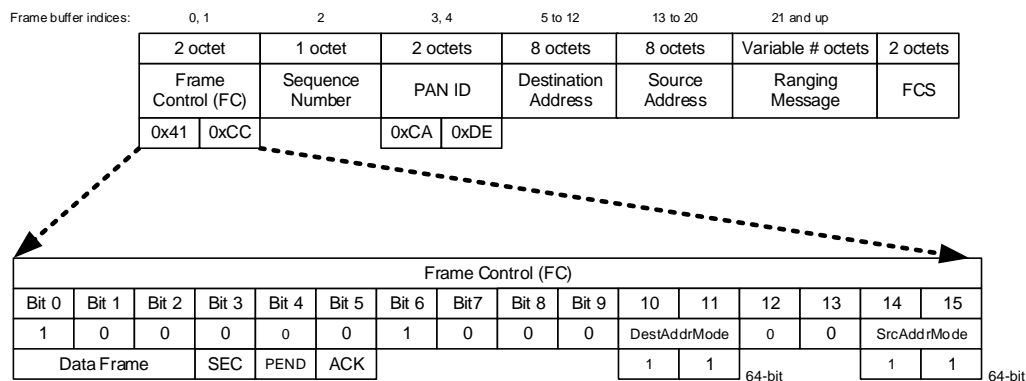 Frame buffer indices: 0, 1 2 3, 4 5 to 12 13 to 20 21 and up
2 octet 1 octet 2 octets 8 octets 8 octets Variable # octets 2 octets
Frame Control (FC) Sequence Number PAN ID Destination Address Source Address Ranging Message FCS
0x41 0xCC 0xCA 0xDE
Frame Control (FC)
Bit 0 Bit 1 Bit 2 Bit 3 Bit 4 Bit 5 Bit 6 Bit7 Bit 8 Bit 9 10 11 12 13 14 15
1 0 0 0 0 0 1 0 0 0 DestAddrMode 0 0 SrcAddrMode
Data Frame SEC PEND ACK 1 1 64-bit 1 1 64-bit